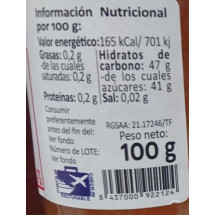 Información Nutricional
por 100 g:
Valor energético:165 kCal/ 701 kj
Grasas: 0,2 g
-de las cuales
saturadas: 0,2 g
Hidratos de
carbono: 47 g
-de los cuales
azúcares: 41 g
Proteínas: 0,2 g
Sal: 0,02 g
Consumir
preferentemente
antes del fin del:
Ver fondo
Número de LOTE:
Ver fondo
RGSAA: 21.17246/TF
Peso neto:
100 g
8 437000 922124